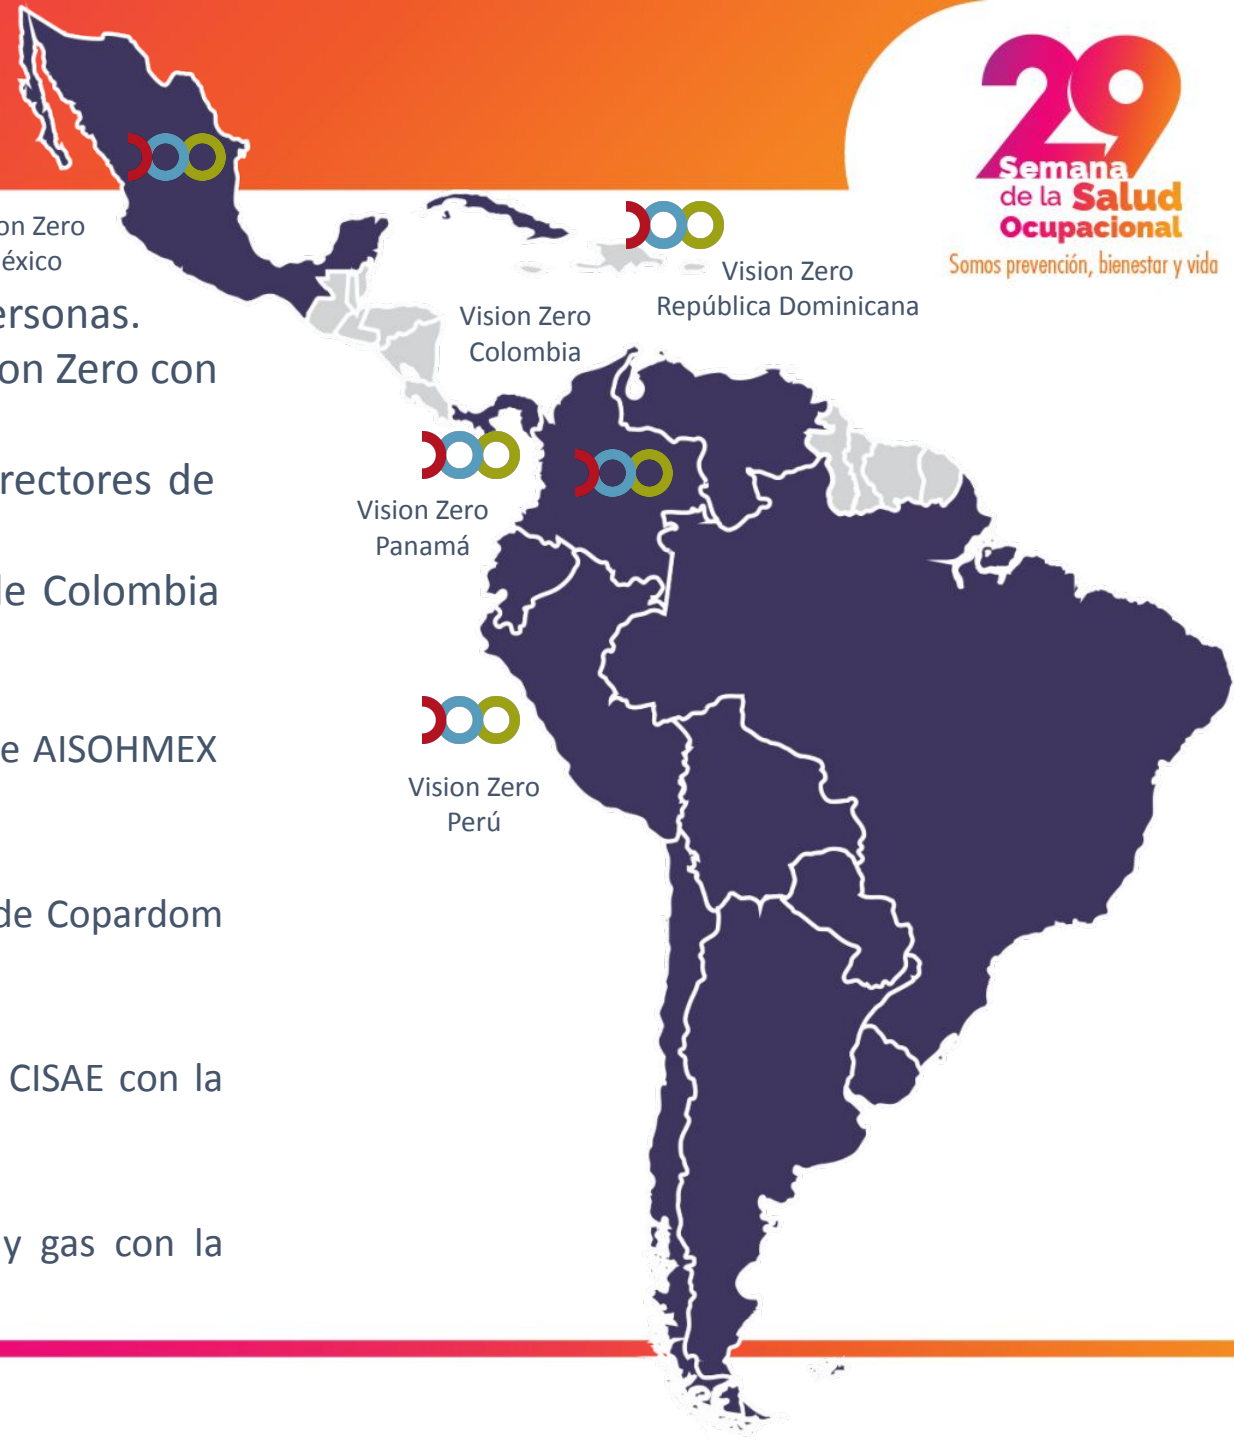 29
Semana
de la Salud
Ocupacional
Somos prevención, bienestar y vida
on Zero
éxico
Vision Zero
República Dominicana
Vision Zero
Colombia
Vision Zero
Panamá
Vision Zero
Perú
ersonas.
on Zero con
rectores de
le Colombia
e AISOHMEX
de Copardom
CISAE con la
y gas con la